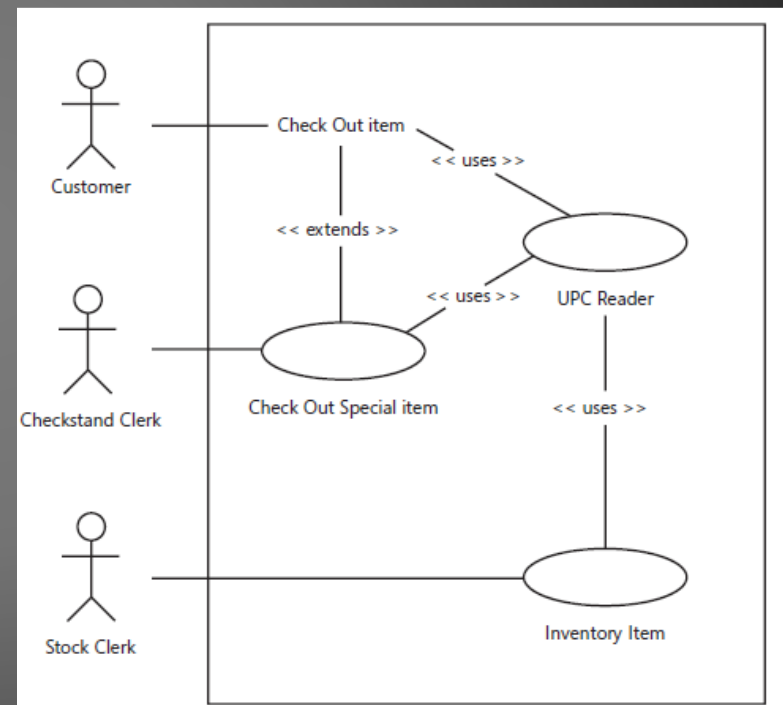 Check Out item
<< uses >>
Customer
<< extends >>
<< uses >>
UPC Reader
Checkstand Clerk
Check Out Special item
<< uses >>
Stock Clerk
Inventory Item